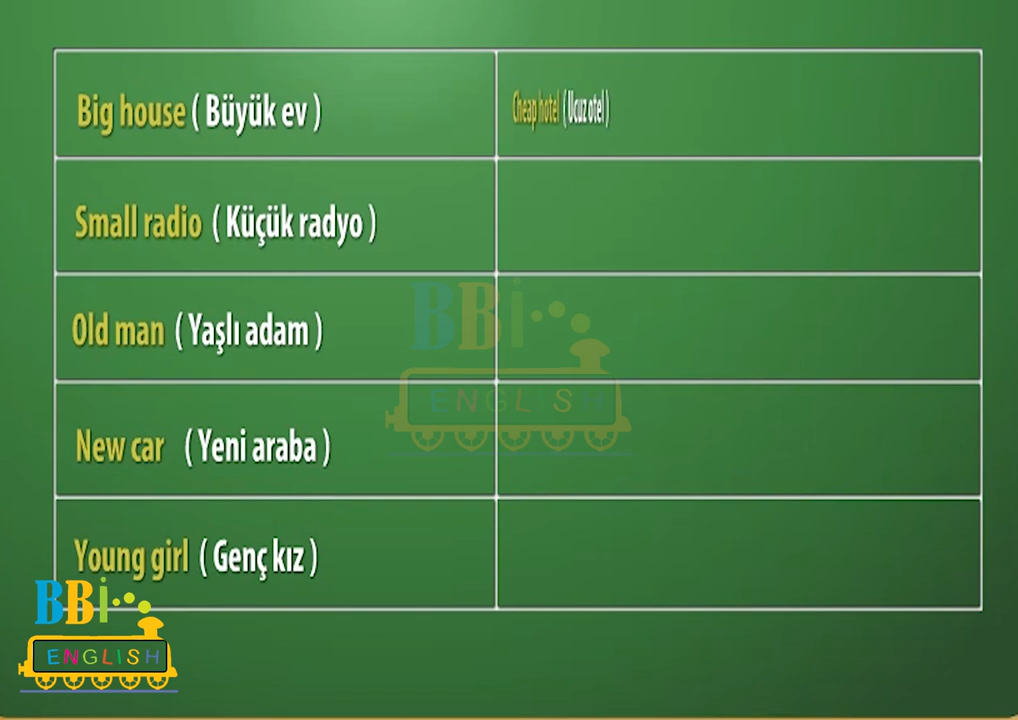 Big house ( Büyük ev )
Cheap hotel ( Ucuz otel )
Small radio ( Küçük radyo )
Old man ( Yaşlı adam )
New car ( Yeni araba )
Young girl ( Genç kız )
BBi
ENGLISH
BBi
ENGLISH